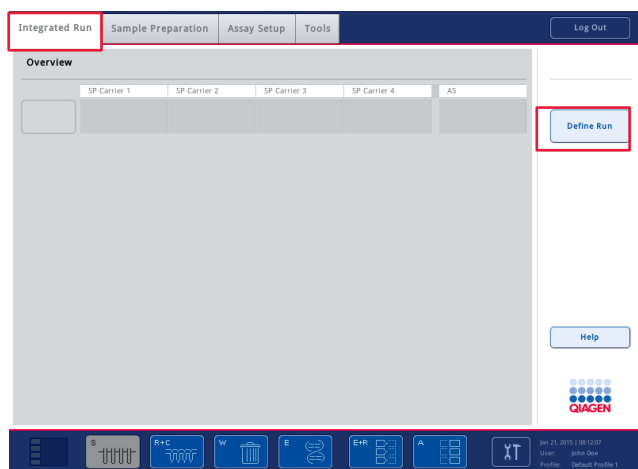 Integrated Run Sample Preparation Assay Setup Tools Log Out
Overview
SP Carrier 1 SP Carrier 2 SP Carrier 3 SP Carrier 4 AS
Define Run
Help
QIAGEN
S R+C W E E+R A
Jan 21, 2015 | 08:12:07
User: John Doe
Profile: Default Profile 1